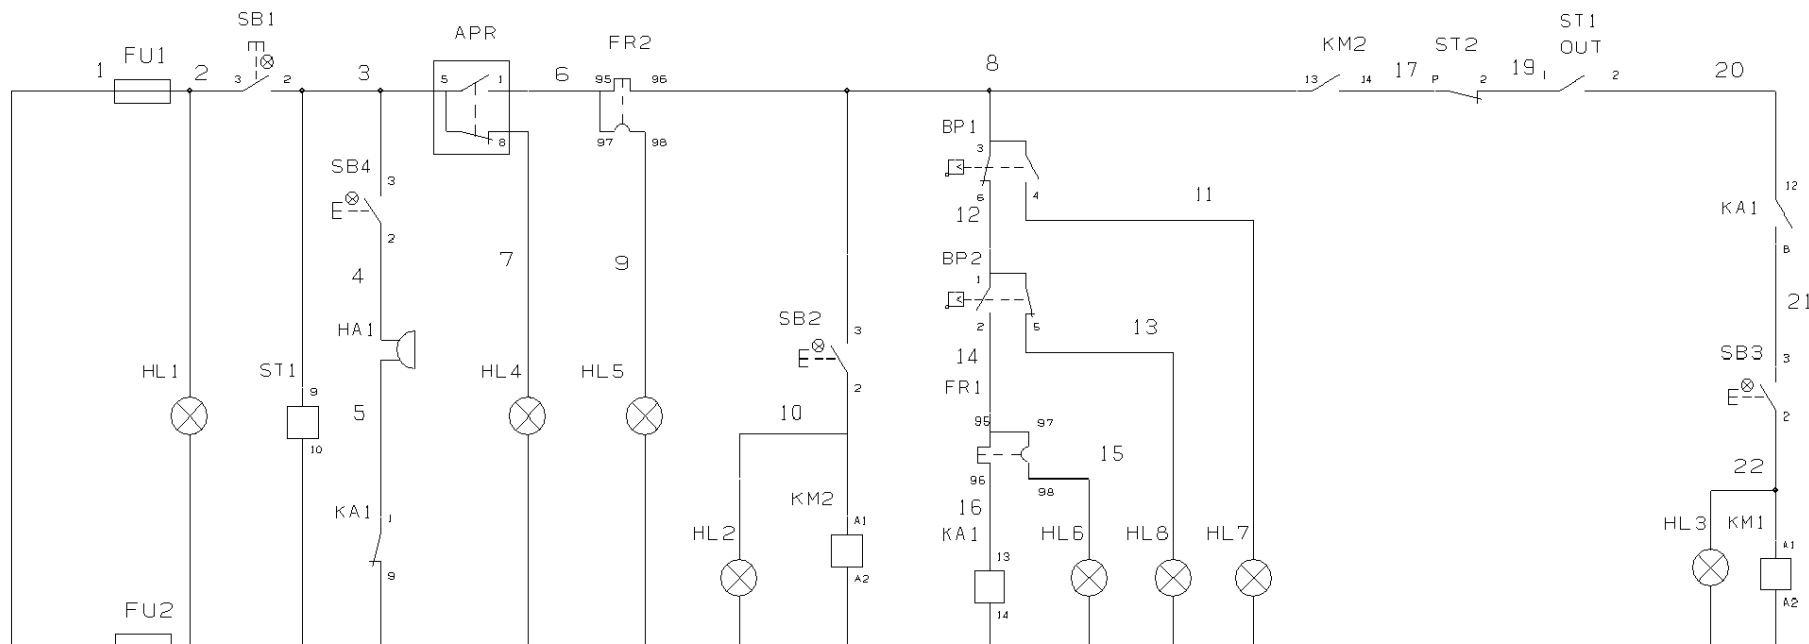 SB1
APR
FR2
ST1
OUT
KM2
ST2
FU1
1
2
3
2
3
5
1
6
95
96
8
13
14
17
P
2
19
1
2
20
8
97
98
BP1
3
6
4
12
11
SB4
3
2
4
7
9
BP2
1
2
5
13
14
12
KA1
B
21
HA1
SB2
3
2
10
SB3
3
2
22
HL1
ST1
9
10
5
HL4
HL5
FR1
95
97
96
98
15
16
KA1
1
9
HL2
KM2
A1
A2
KA1
13
14
HL6
HL8
HL7
HL3
KM1
A1
A2
FU2